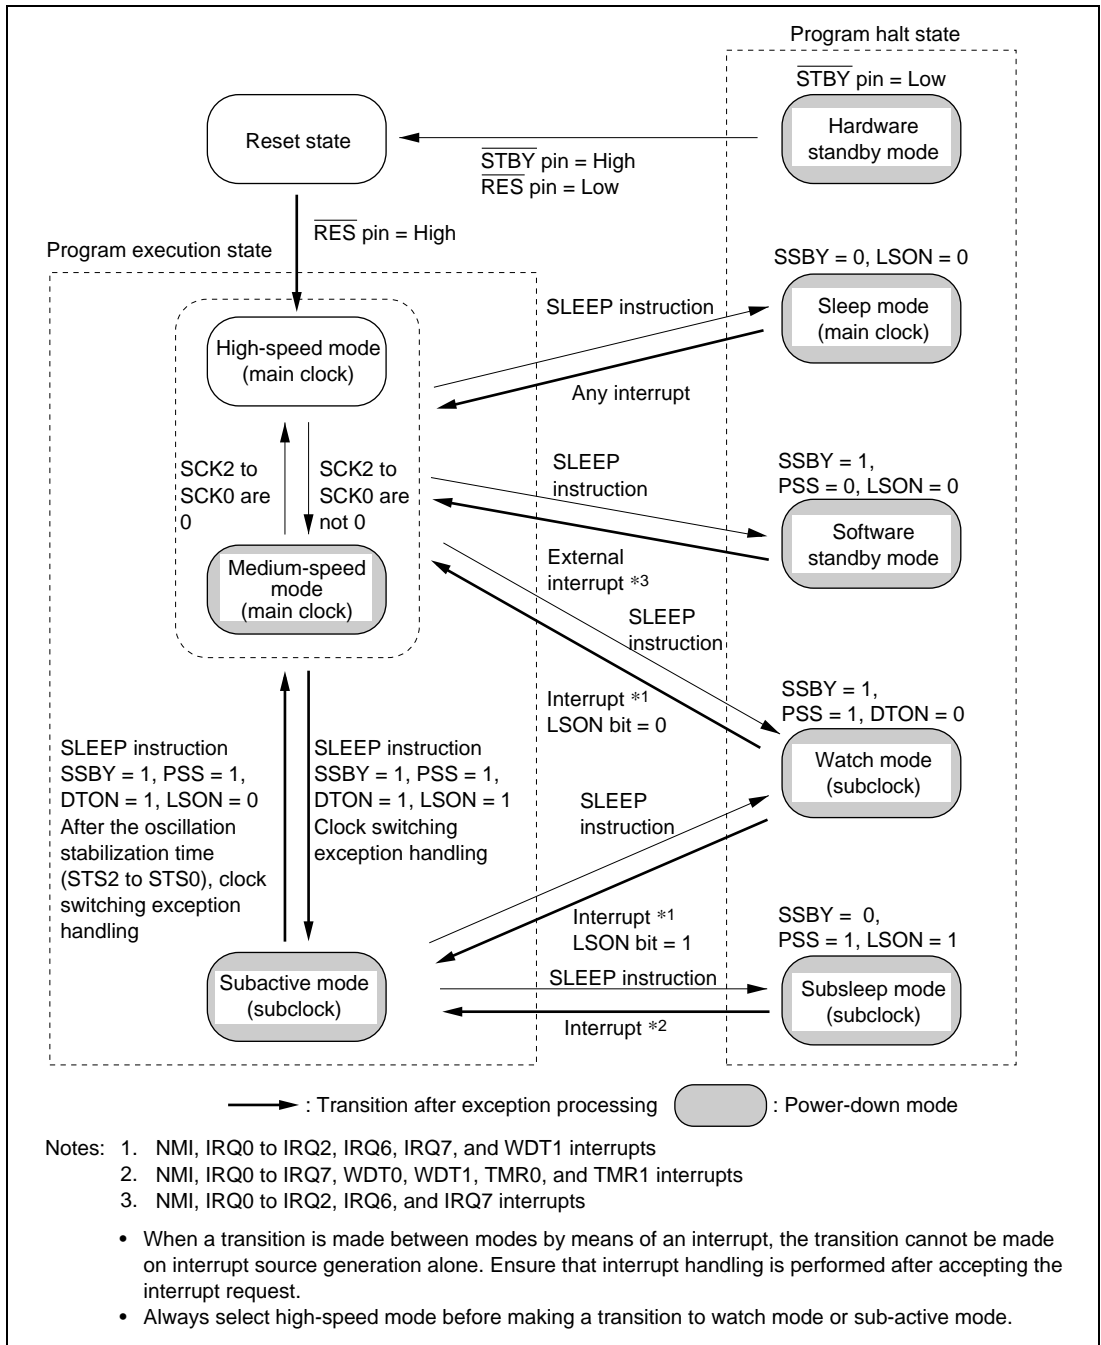 Program halt state
STBY pin = Low
Hardware
standby mode
Reset state
STBY pin = High
RES pin = Low
RES pin = High
Program execution state
SSBY = 0, LSON = 0
Sleep mode
(main clock)
SLEEP instruction
Any interrupt
High-speed mode
(main clock)
SCK2 to
SCK0 are
0
SCK2 to
SCK0 are
not 0
SLEEP
instruction
SSBY = 1,
PSS = 0, LSON = 0
Software
standby mode
External
interrupt *3
Medium-speed
mode
(main clock)
SLEEP
instruction
Interrupt *1
LSON bit = 0
SSBY = 1,
PSS = 1, DTON = 0
Watch mode
(subclock)
SLEEP instruction
SSBY = 1, PSS = 1,
DTON = 1, LSON = 0
After the oscillation
stabilization time
(STS2 to STS0), clock
switching exception
handling
SLEEP instruction
SSBY = 1, PSS = 1,
DTON = 1, LSON = 1
Clock switching
exception handling
SLEEP
instruction
Interrupt *1
LSON bit = 1
SSBY = 0,
PSS = 1, LSON = 1
Subsleep mode
(subclock)
Subactive mode
(subclock)
SLEEP instruction
Interrupt *2
: Transition after exception processing
: Power-down mode
Notes: 1. NMI, IRQ0 to IRQ2, IRQ6, IRQ7, and WDT1 interrupts
2. NMI, IRQ0 to IRQ7, WDT0, WDT1, TMR0, and TMR1 interrupts
3. NMI, IRQ0 to IRQ2, IRQ6, and IRQ7 interrupts
• When a transition is made between modes by means of an interrupt, the transition cannot be made
on interrupt source generation alone. Ensure that interrupt handling is performed after accepting the
interrupt request.
• Always select high-speed mode before making a transition to watch mode or sub-active mode.